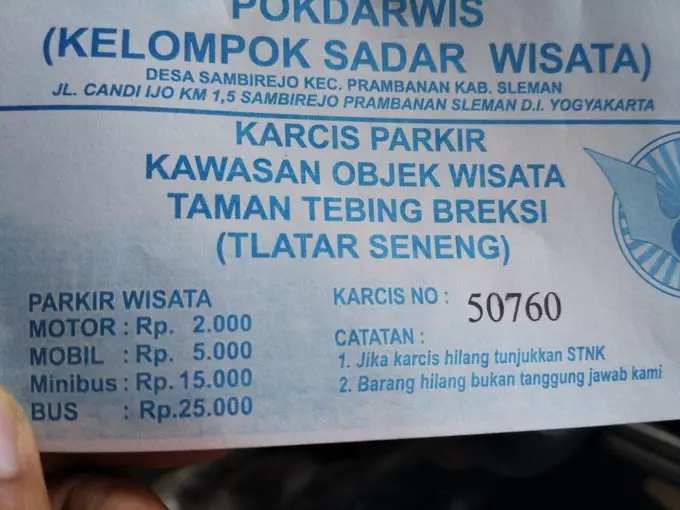 POKDARWIS
(KELOMPOK SADAR WISATA)
DESA SAMBIREJO KEC. PRAMBANAN KAB. SLEMAN
JL. CANDI IJO KM 1,5 SAMBIREJO PRAMBANAN SLEMAN D.I. YOGYAKARTA
KARCIS PARKIR
KAWASAN OBJEK WISATA
TAMAN TEBING BREKSI
(TLATAR SENENG)
PARKIR WISATA
MOTOR : Rp. 2.000
MOBIL : Rp. 5.000
Minibus : Rp. 15.000
BUS : Rp.25.000
KARCIS NO : 50760
CATATAN :
1. Jika karcis hilang tunjukkan STNK
2. Barang hilang bukan tanggung jawab kami